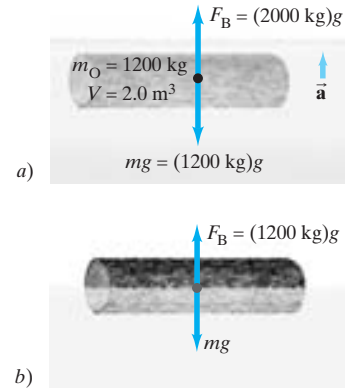 F_B = (2000 kg)g
m_O = 1200 kg
V = 2.0 m³
a⃗
mg = (1200 kg)g
a)
F_B = (1200 kg)g
mg
b)